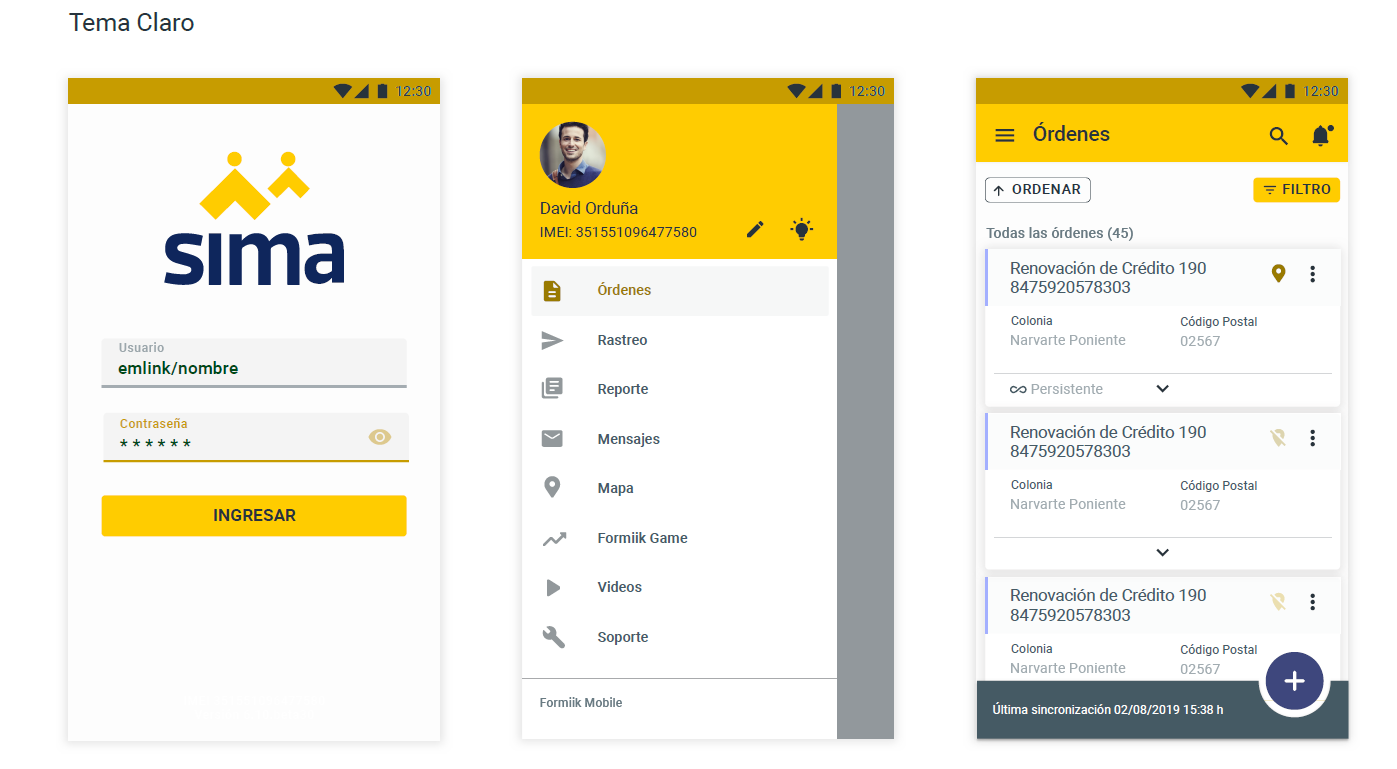 Tema Claro
12:30
sima
Usuario
emlink/nombre
Contraseña
******
INGRESAR
12:30
David Orduña
IMEI: 351551096477580
Órdenes
Rastreo
Reporte
Mensajes
Mapa
Formiik Game
Videos
Soporte
Formiik Mobile
12:30
Órdenes
ORDENAR
FILTRO
Todas las órdenes (45)
Renovación de Crédito 190
8475920578303
Colonia
Código Postal
Narvarte Poniente
02567
Persistente
Renovación de Crédito 190
8475920578303
Colonia
Código Postal
Narvarte Poniente
02567
Renovación de Crédito 190
8475920578303
Colonia
Código Postal
Narvarte Poniente
02567
Última sincronización 02/08/2019 15:38 h